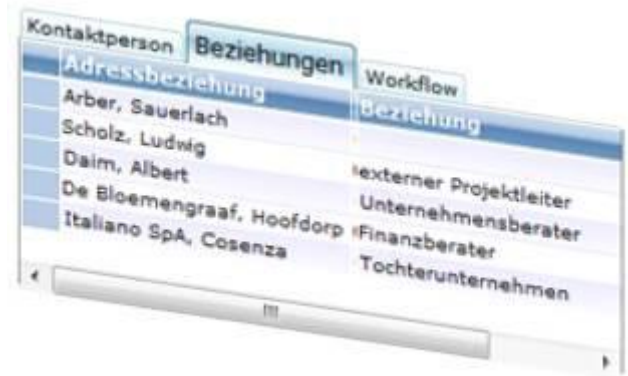 Kontaktperson Beziehungen Workflow
Adressbeziehung Beziehung
Arber, Sauerlach
Scholz, Ludwig externer Projektleiter
Daim, Albert Unternehmensberater
De Bloemengraaf, Hoofdorp Finanzberater
Italiano SpA, Cosenza Tochterunternehmen